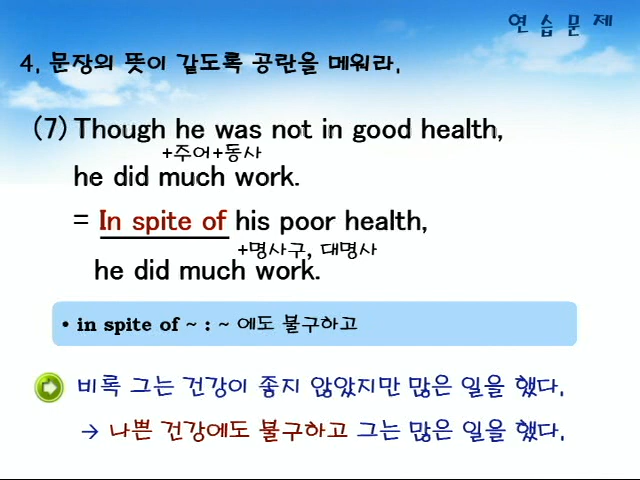 연 습 문 제
4. 문장의 뜻이 같도록 공란을 메워라.
(7) Though he was not in good health,
+주어+동사
he did much work.
= In spite of his poor health,
+명사구, 대명사
he did much work.
• in spite of ~ : ~ 에도 불구하고
비록 그는 건강이 좋지 않았지만 많은 일을 했다.
→ 나쁜 건강에도 불구하고 그는 많은 일을 했다.